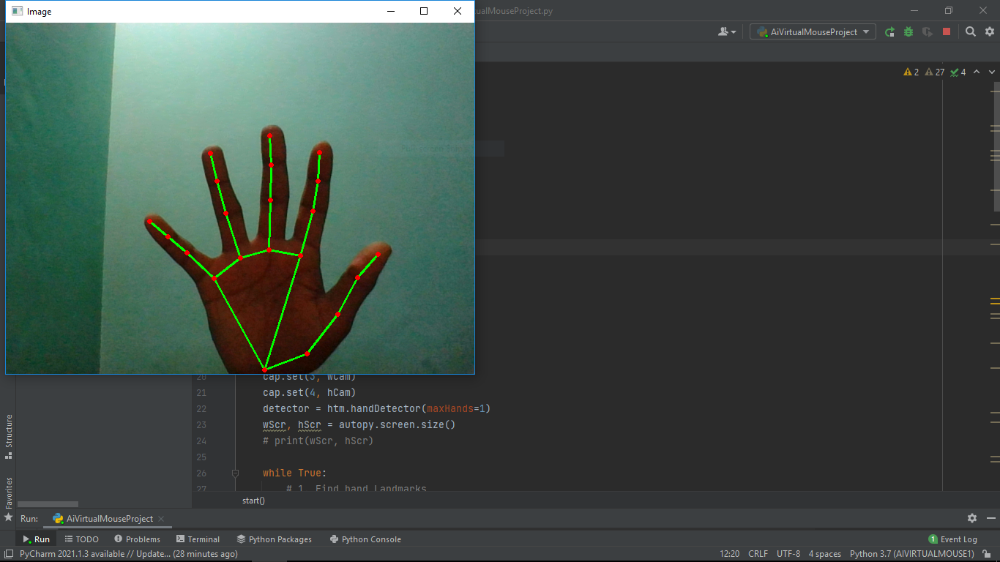 Image
tualMouseProject.py
AiVirtualMouseProject
2 27 4
20 cap.set(3, wCam)
21 cap.set(4, hCam)
22 detector = htm.handDetector(maxHands=1)
23 wScr, hScr = autopy.screen.size()
24 # print(wScr, hScr)
25
26 while True:
27 # 1. Find hand Landmarks
start()
Structure
Favorites
Run: AiVirtualMouseProject
Run TODO Problems Terminal Python Packages Python Console 1 Event Log
PyCharm 2021.1.3 available // Update... (28 minutes ago) 12:20 CRLF UTF-8 4 spaces Python 3.7 (AIVIRTUALMOUSE1)